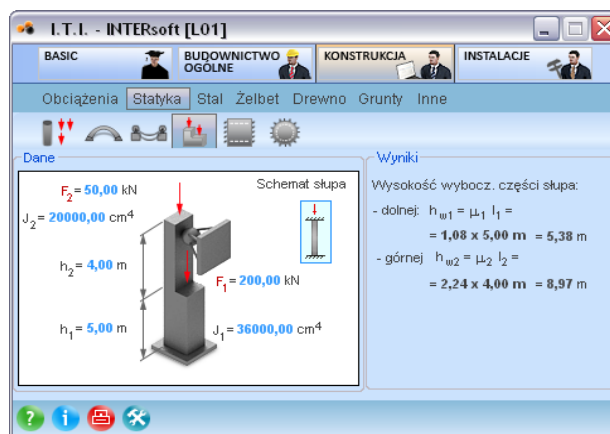 I.T.I. - INTERsoft [L01]
BASIC
BUDOWNICTWO
OGÓLNE
KONSTRUKCJA
INSTALACJE
Obciążenia Statyka Stal Żelbet Drewno Grunty Inne
Dane
F2 = 50,00 kN
J2 = 20000,00 cm4
h2 = 4,00 m
h1 = 5,00 m
Schemat słupa
F1 = 200,00 kN
J1 = 36000,00 cm4
Wyniki
Wysokość wybocz. części słupa:
- dolnej: h w1 = μ1 l1 =
= 1,08 x 5,00 m = 5,38 m
- górnej h w2 = μ2 l2 =
= 2,24 x 4,00 m = 8,97 m